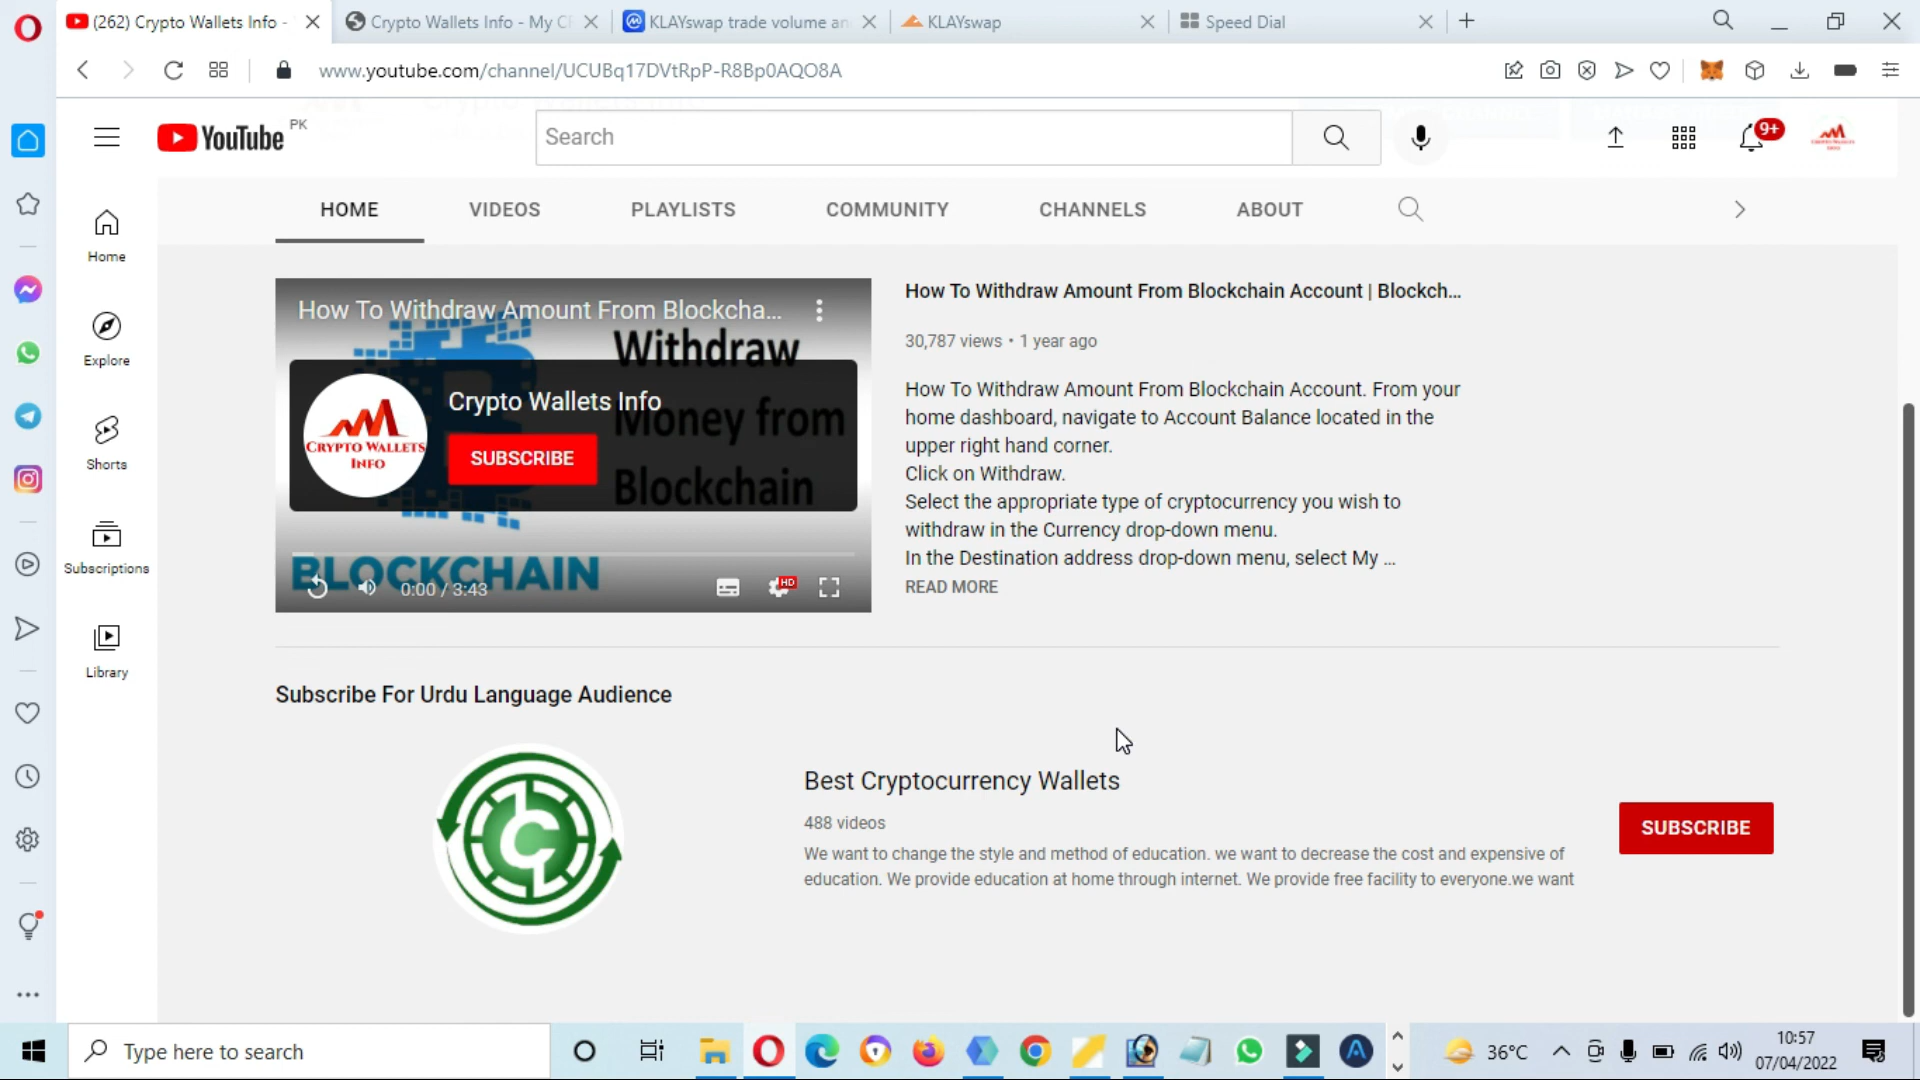 (262) Crypto Wallets Info -
Crypto Wallets Info - My C
KLAYswap trade volume an
KLAYswap
Speed Dial
www.youtube.com/channel/UCUBq17DVtRpP-R8Bp0AQO8A
YouTube PK
Search
9+
HOME
VIDEOS
PLAYLISTS
COMMUNITY
CHANNELS
ABOUT
Home
Explore
Shorts
Subscriptions
Library
How To Withdraw Amount From Blockcha...
Withdraw
Money from
Blockchain
Crypto Wallets Info
SUBSCRIBE
CRYPTO WALLETS
INFO
BLOCKCHAIN
0:00 / 3:43
HD
How To Withdraw Amount From Blockchain Account | Blockch...
30,787 views • 1 year ago
How To Withdraw Amount From Blockchain Account. From your
home dashboard, navigate to Account Balance located in the
upper right hand corner.
Click on Withdraw.
Select the appropriate type of cryptocurrency you wish to
withdraw in the Currency drop-down menu.
In the Destination address drop-down menu, select My ...
READ MORE
Subscribe For Urdu Language Audience
Best Cryptocurrency Wallets
488 videos
We want to change the style and method of education. we want to decrease the cost and expensive of
education. We provide education at home through internet. We provide free facility to everyone.we want
SUBSCRIBE
Type here to search
36°C
10:57
07/04/2022